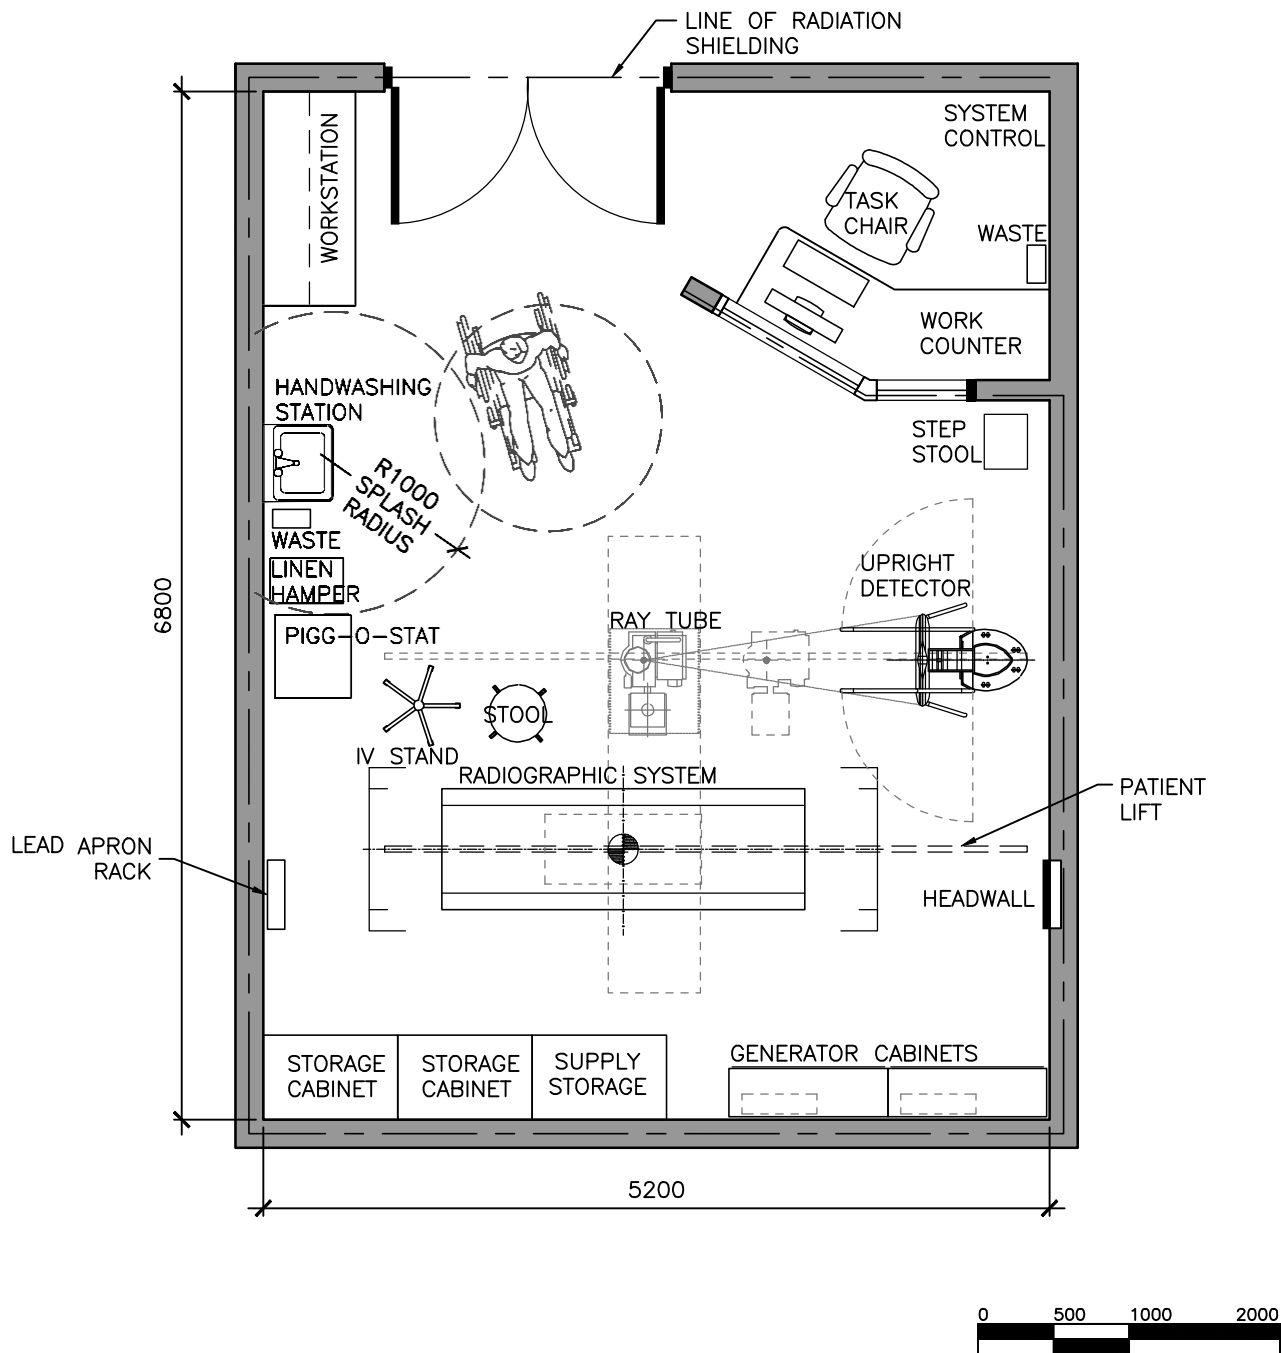 LINE OF RADIATION
SHIELDING
SYSTEM
CONTROL
WORKSTATION
TASK
CHAIR
WASTE
WORK
COUNTER
HANDWASHING
STATION
STEP
STOOL
R1000
SPLASH
RADIUS
WASTE
LINEN
HAMPER
UPRIGHT
DETECTOR
6800
RAY TUBE
PIGG-O-STAT
STOOL
IV STAND
RADIOGRAPHIC SYSTEM
PATIENT
LIFT
LEAD APRON
RACK
HEADWALL
STORAGE
CABINET
STORAGE
CABINET
SUPPLY
STORAGE
GENERATOR CABINETS
5200
0 500 1000 2000